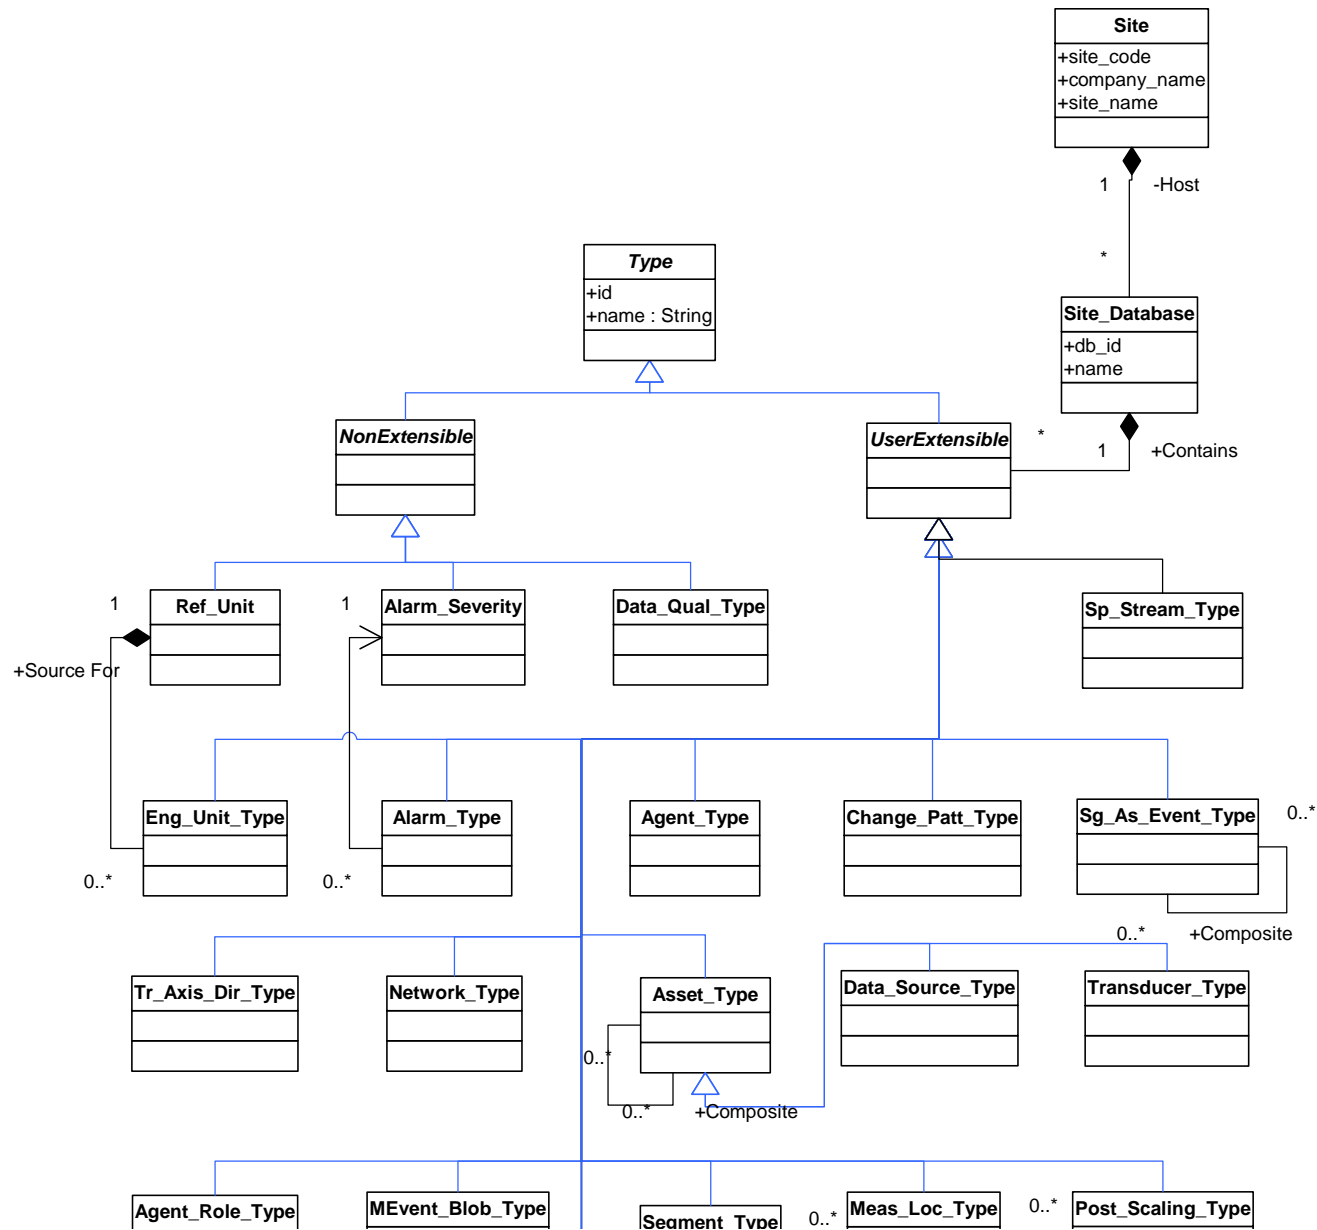 Site
+site_code
+company_name
+site_name
1
-Host
*
Type
+id
+name : String
Site_Database
+db_id
+name
NonExtensible
UserExtensible
*
1
+Contains
1
Ref_Unit
1
Alarm_Severity
Data_Qual_Type
Sp_Stream_Type
+Source For
Eng_Unit_Type
Alarm_Type
Agent_Type
Change_Patt_Type
Sg_As_Event_Type
0..*
0..*
0..*
0..*
+Composite
Tr_Axis_Dir_Type
Network_Type
Asset_Type
Data_Source_Type
Transducer_Type
0..*
0..*
+Composite
Agent_Role_Type
MEvent_Blob_Type
Segment_Type
0..*
Meas_Loc_Type
0..*
Post_Scaling_Type